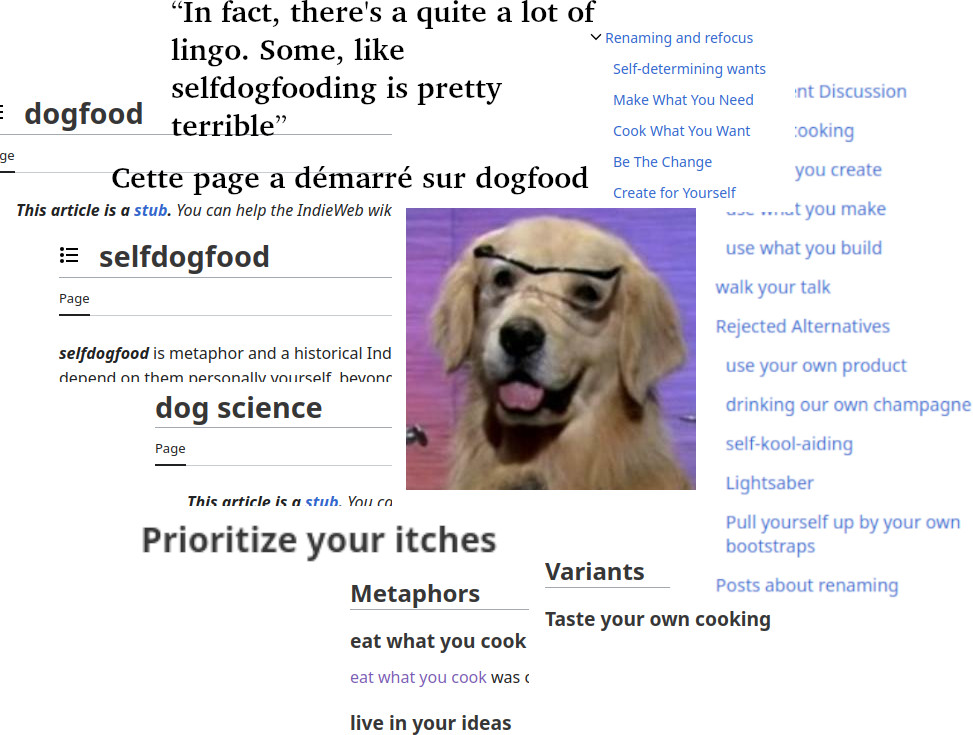 “In fact, there's a quite a lot of
lingo. Some, like
selfdogfooding is pretty
terrible”
dogfood
ge
Cette page a démarré sur dogfood
This article is a stub. You can help the IndieWeb wik
selfdogfood
Page
selfdogfood is metaphor and a historical Ind
depend on them personally yourself, beyond
dog science
Page
This article is a stub. You ca
Prioritize your itches
Metaphors
eat what you cook
eat what you cook was c
live in your ideas
Variants
Taste your own cooking
Renaming and refocus
Self-determining wants
Make What You Need
Cook What You Want
Be The Change
Create for Yourself
nt Discussion
cooking
you create
use what you make
use what you build
walk your talk
Rejected Alternatives
use your own product
drinking our own champagne
self-kool-aiding
Lightsaber
Pull yourself up by your own
bootstraps
Posts about renaming